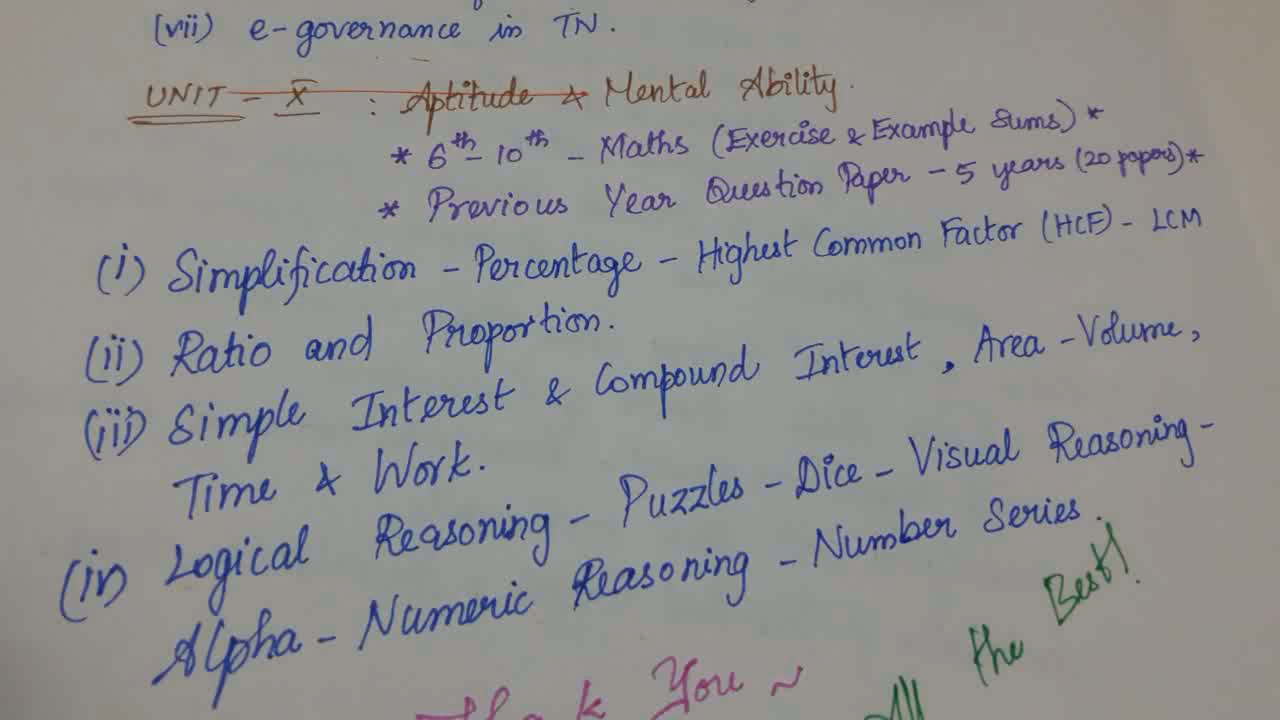 (vii) e-governance in TN.
UNIT - X : Aptitude & Mental Ability.
* 6th - 10th - Maths (Exercise & Example Sums) *
* Previous Year Question Paper - 5 years (20 papers) *
(i) Simplification - Percentage - Highest Common Factor (HCF) - LCM
(ii) Ratio and Proportion.
(iii) Simple Interest & Compound Interest, Area - Volume,
Time & Work.
(iv) Logical Reasoning - Puzzles - Dice - Visual Reasoning -
Alpha - Numeric Reasoning - Number Series.
Thank You ~
All the Best!